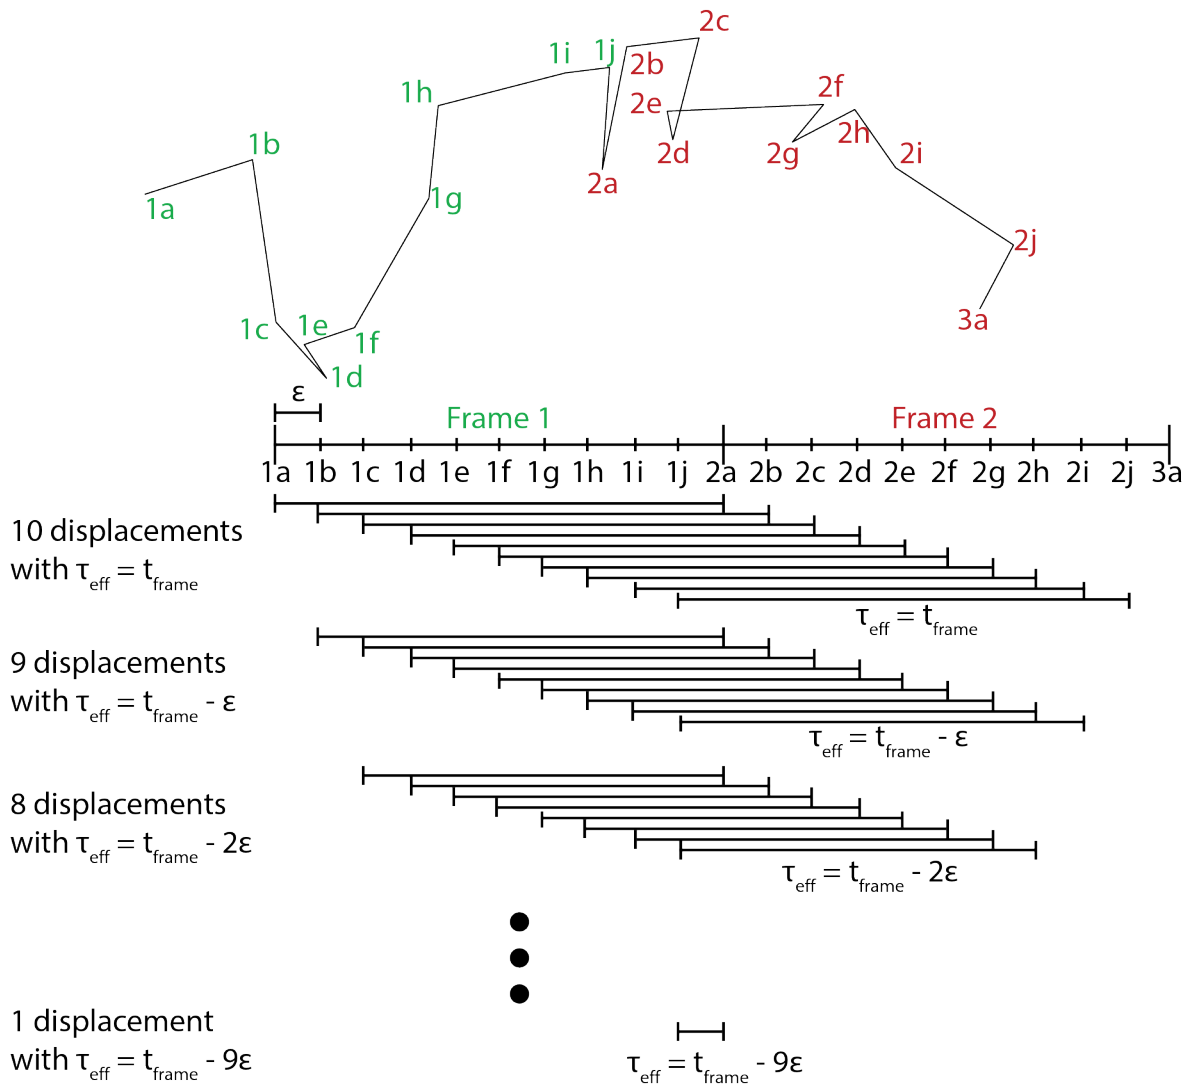 2c
1i 1j
2b
1h 2e 2f
2h
1b 2d 2g 2i
2a
1a 1g
2j
1c 1e 3a
1f
1d
ε
Frame 1 Frame 2
1a 1b 1c 1d 1e 1f 1g 1h 1i 1j 2a 2b 2c 2d 2e 2f 2g 2h 2i 2j 3a
10 displacements
with τeff = tframe
τeff = tframe
9 displacements
with τeff = tframe - ε
τeff = tframe - ε
8 displacements
with τeff = tframe - 2ε
τeff = tframe - 2ε
1 displacement
with τeff = tframe - 9ε
τeff = tframe - 9ε